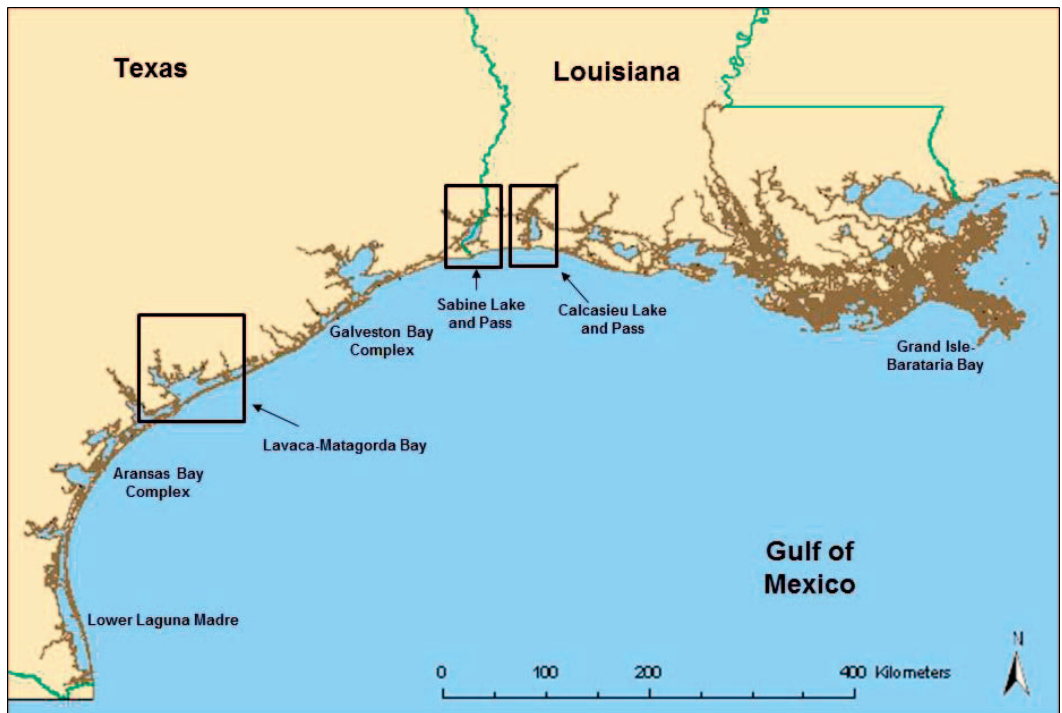 Texas
Louisiana
Sabine Lake
and Pass
Calcasieu Lake
and Pass
Galveston Bay
Complex
Grand Isle-
Barataria Bay
Lavaca-Matagorda Bay
Aransas Bay
Complex
Gulf of
Mexico
Lower Laguna Madre
N
0 100 200 400 Kilometers